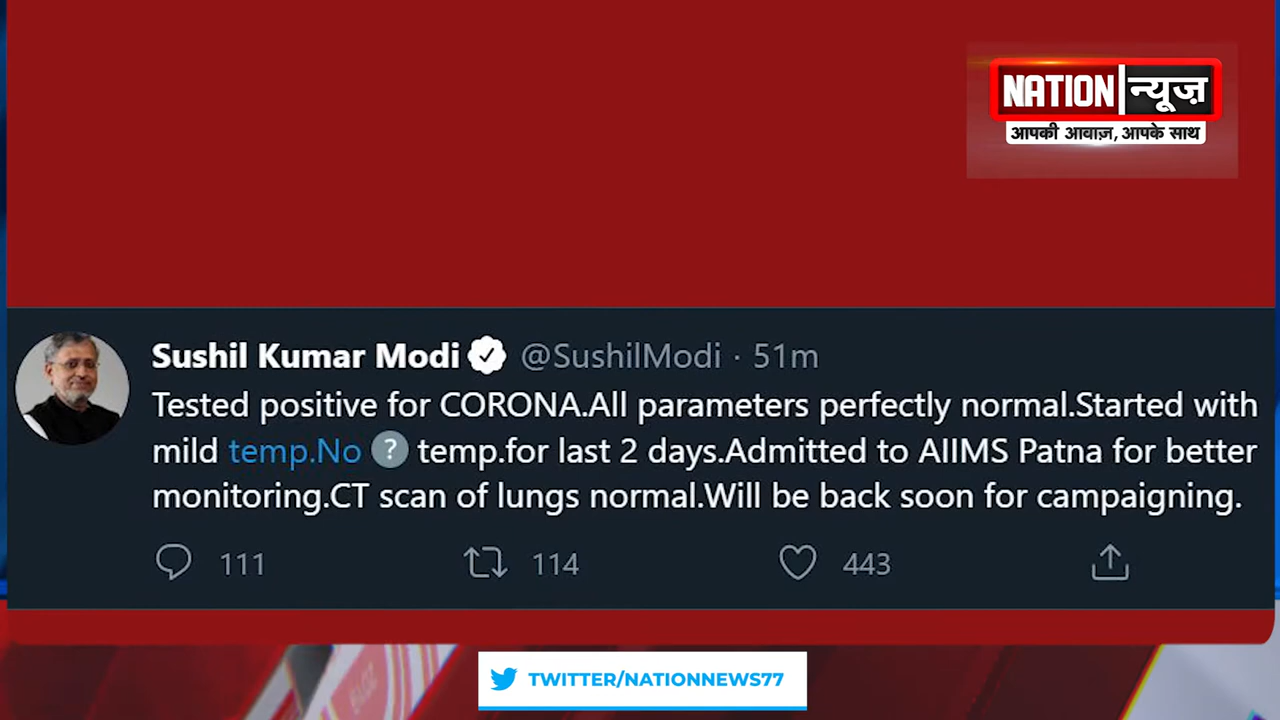 NATION न्यूज़
आपकी आवाज़, आपके साथ
Sushil Kumar Modi @SushilModi · 51m
Tested positive for CORONA.All parameters perfectly normal.Started with
mild temp.No ? temp.for last 2 days.Admitted to AIIMS Patna for better
monitoring.CT scan of lungs normal.Will be back soon for campaigning.
111 114 443
TWITTER/NATIONNEWS77